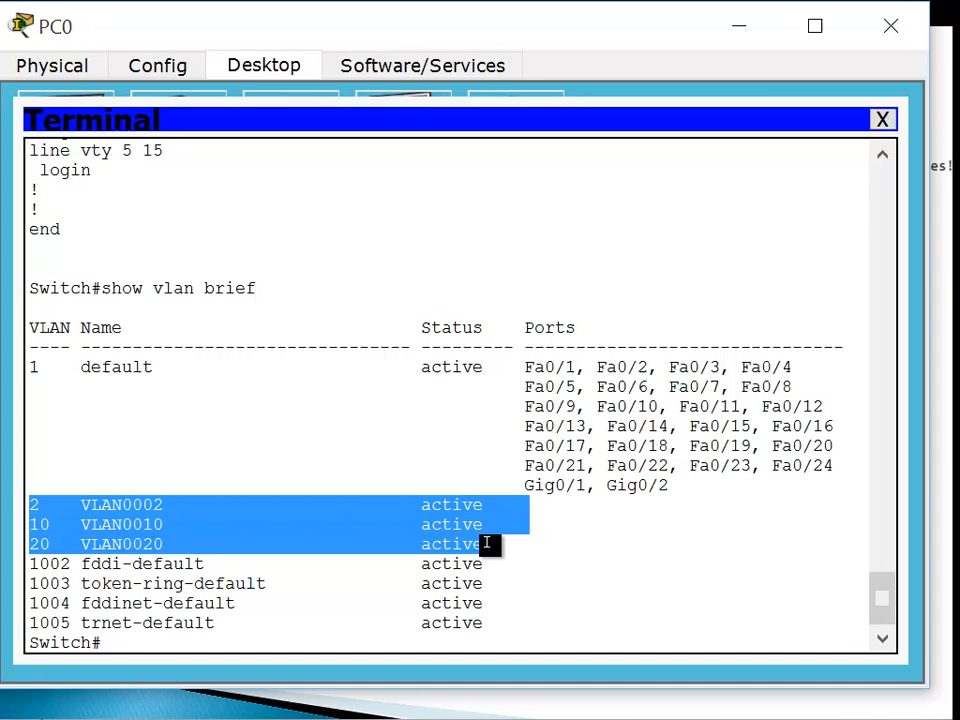 PC0
Physical Config Desktop Software/Services
Terminal X
line vty 5 15
login
!
!
end
Switch#show vlan brief
VLAN Name Status Ports
---- -------------------------------- --------- -------------------------------
1 default active Fa0/1, Fa0/2, Fa0/3, Fa0/4
Fa0/5, Fa0/6, Fa0/7, Fa0/8
Fa0/9, Fa0/10, Fa0/11, Fa0/12
Fa0/13, Fa0/14, Fa0/15, Fa0/16
Fa0/17, Fa0/18, Fa0/19, Fa0/20
Fa0/21, Fa0/22, Fa0/23, Fa0/24
Gig0/1, Gig0/2
2 VLAN0002 active
10 VLAN0010 active
20 VLAN0020 active
1002 fddi-default active
1003 token-ring-default active
1004 fddinet-default active
1005 trnet-default active
Switch#
es!